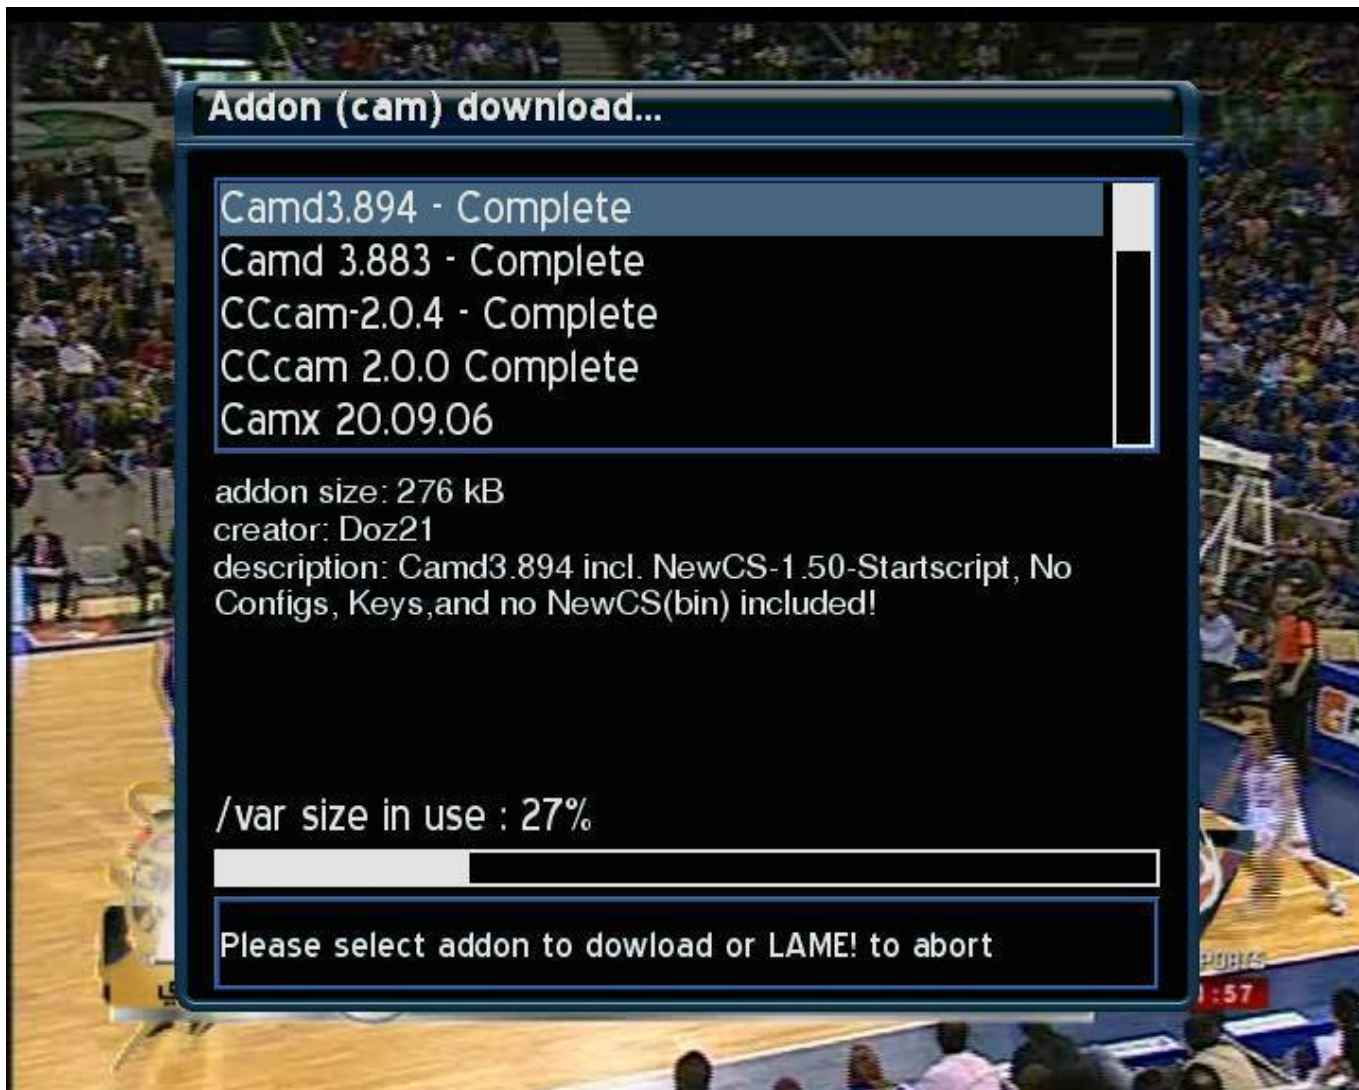 Addon (cam) download...
Camd3.894 - Complete
Camd 3.883 - Complete
CCcam-2.0.4 - Complete
CCcam 2.0.0 Complete
Camx 20.09.06
addon size: 276 kB
creator: Doz21
description: Camd3.894 incl. NewCS-1.50-Startscript, No
Configs, Keys,and no NewCS(bin) included!
/var size in use : 27%
Please select addon to dowload or LAME! to abort
PORTS
:57